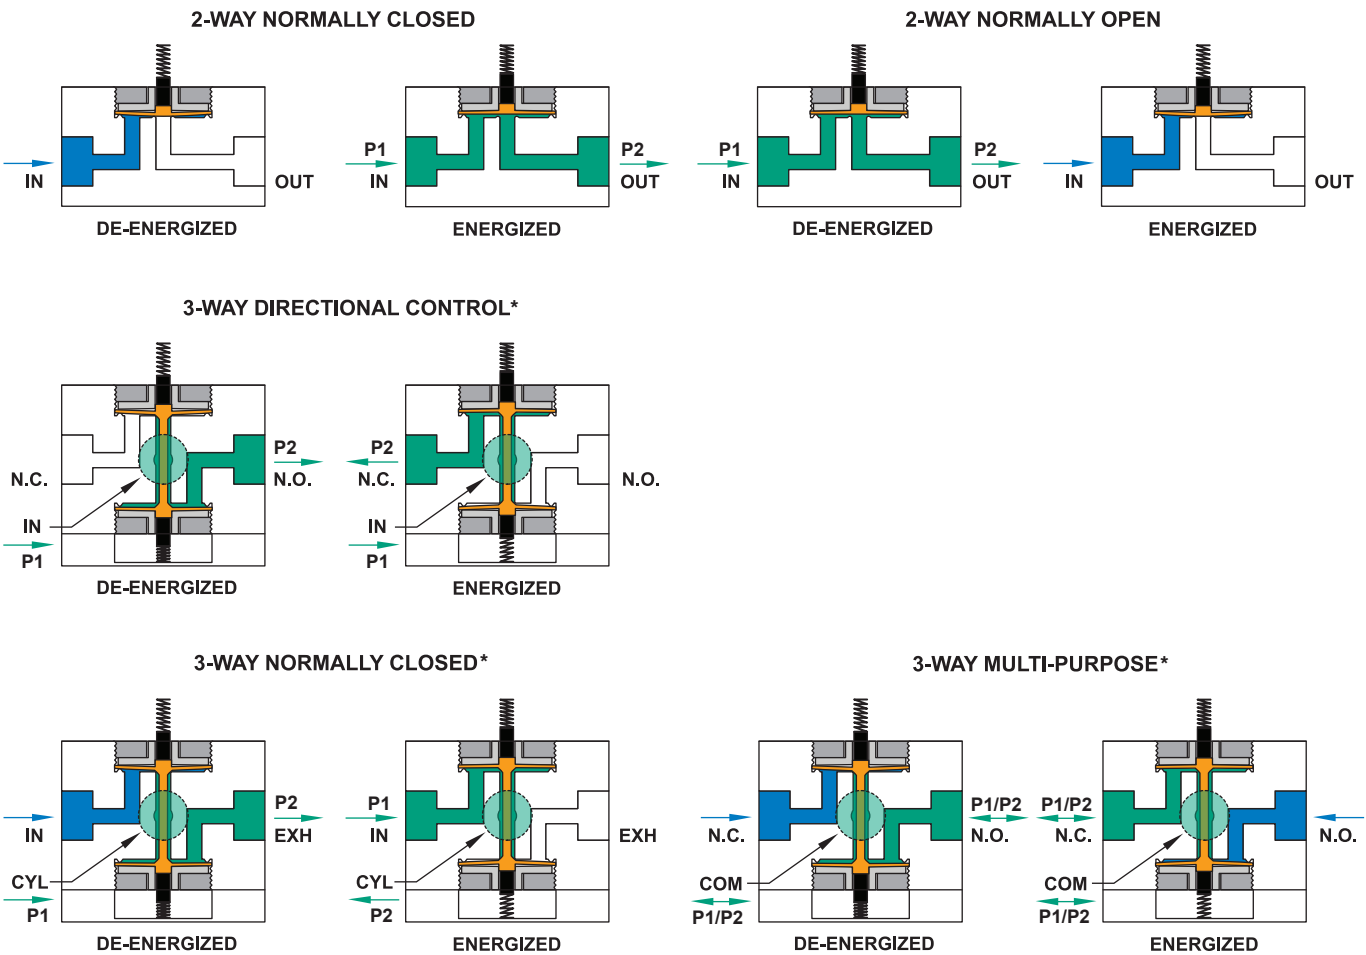 2-WAY NORMALLY CLOSED
2-WAY NORMALLY OPEN
IN
OUT
DE-ENERGIZED
P1
IN
P2
OUT
ENERGIZED
P1
IN
P2
OUT
DE-ENERGIZED
IN
OUT
ENERGIZED
3-WAY DIRECTIONAL CONTROL*
N.C.
P2
N.O.
IN
P1
DE-ENERGIZED
P2
N.C.
N.O.
IN
P1
ENERGIZED
3-WAY NORMALLY CLOSED*
3-WAY MULTI-PURPOSE*
IN
P2
EXH
CYL
P1
DE-ENERGIZED
P1
IN
EXH
CYL
P2
ENERGIZED
N.C.
P1/P2
N.O.
COM
P1/P2
DE-ENERGIZED
P1/P2
N.C.
N.O.
COM
P1/P2
ENERGIZED